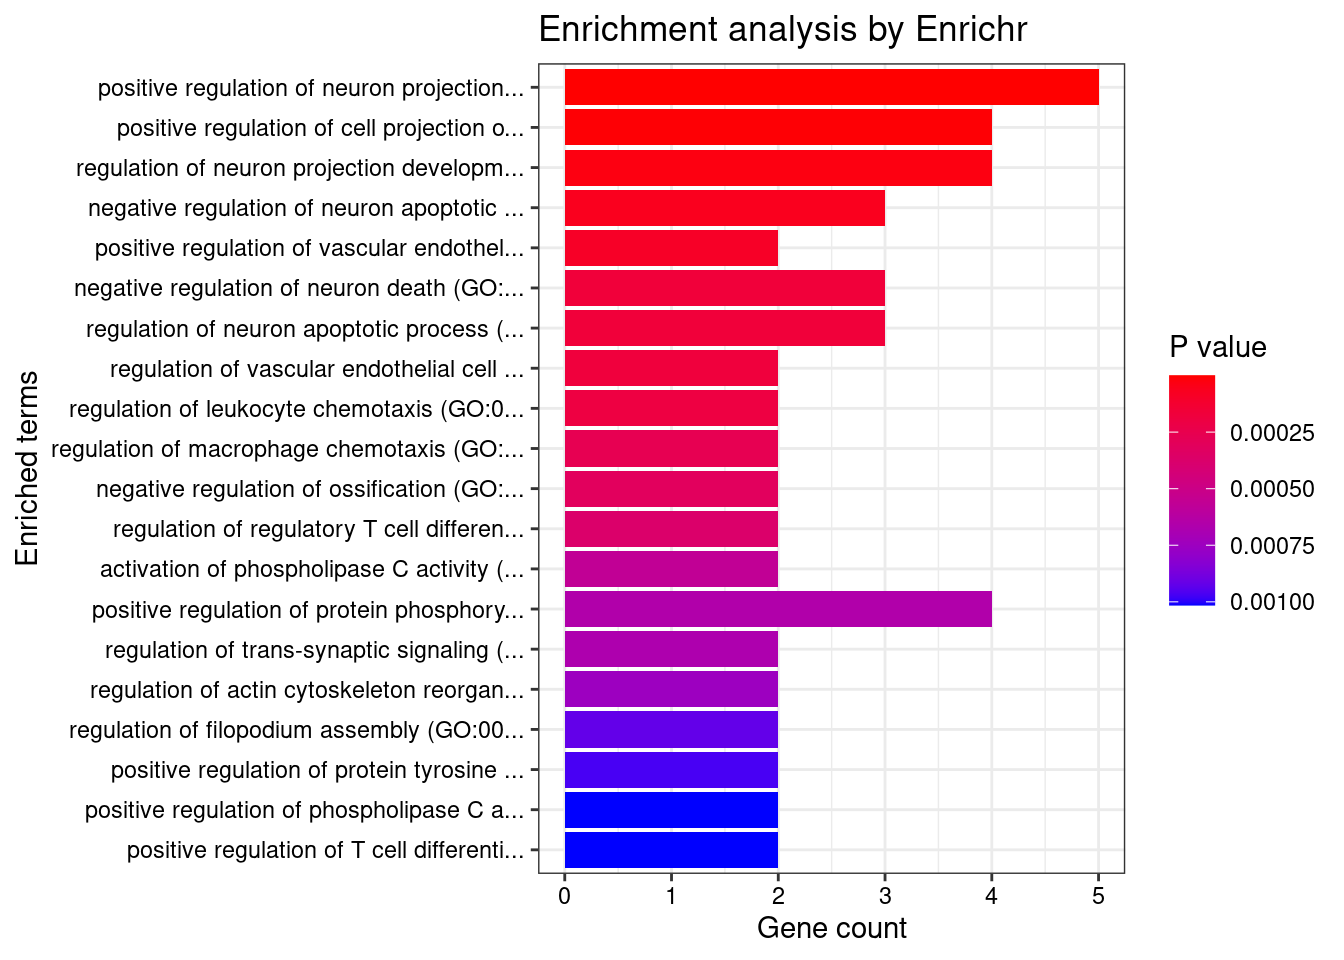 Enrichment analysis by Enrichr
positive regulation of neuron projection...
positive regulation of cell projection o...
regulation of neuron projection developm...
negative regulation of neuron apoptotic ...
positive regulation of vascular endothel...
negative regulation of neuron death (GO:...
regulation of neuron apoptotic process (...
regulation of vascular endothelial cell ...
regulation of leukocyte chemotaxis (GO:0...
regulation of macrophage chemotaxis (GO:...
negative regulation of ossification (GO:...
regulation of regulatory T cell differen...
activation of phospholipase C activity (...
positive regulation of protein phosphory...
regulation of trans-synaptic signaling (...
regulation of actin cytoskeleton reorgan...
regulation of filopodium assembly (GO:00...
positive regulation of protein tyrosine ...
positive regulation of phospholipase C a...
positive regulation of T cell differenti...
Enriched terms
0 1 2 3 4 5
Gene count
P value
0.00025
0.00050
0.00075
0.00100